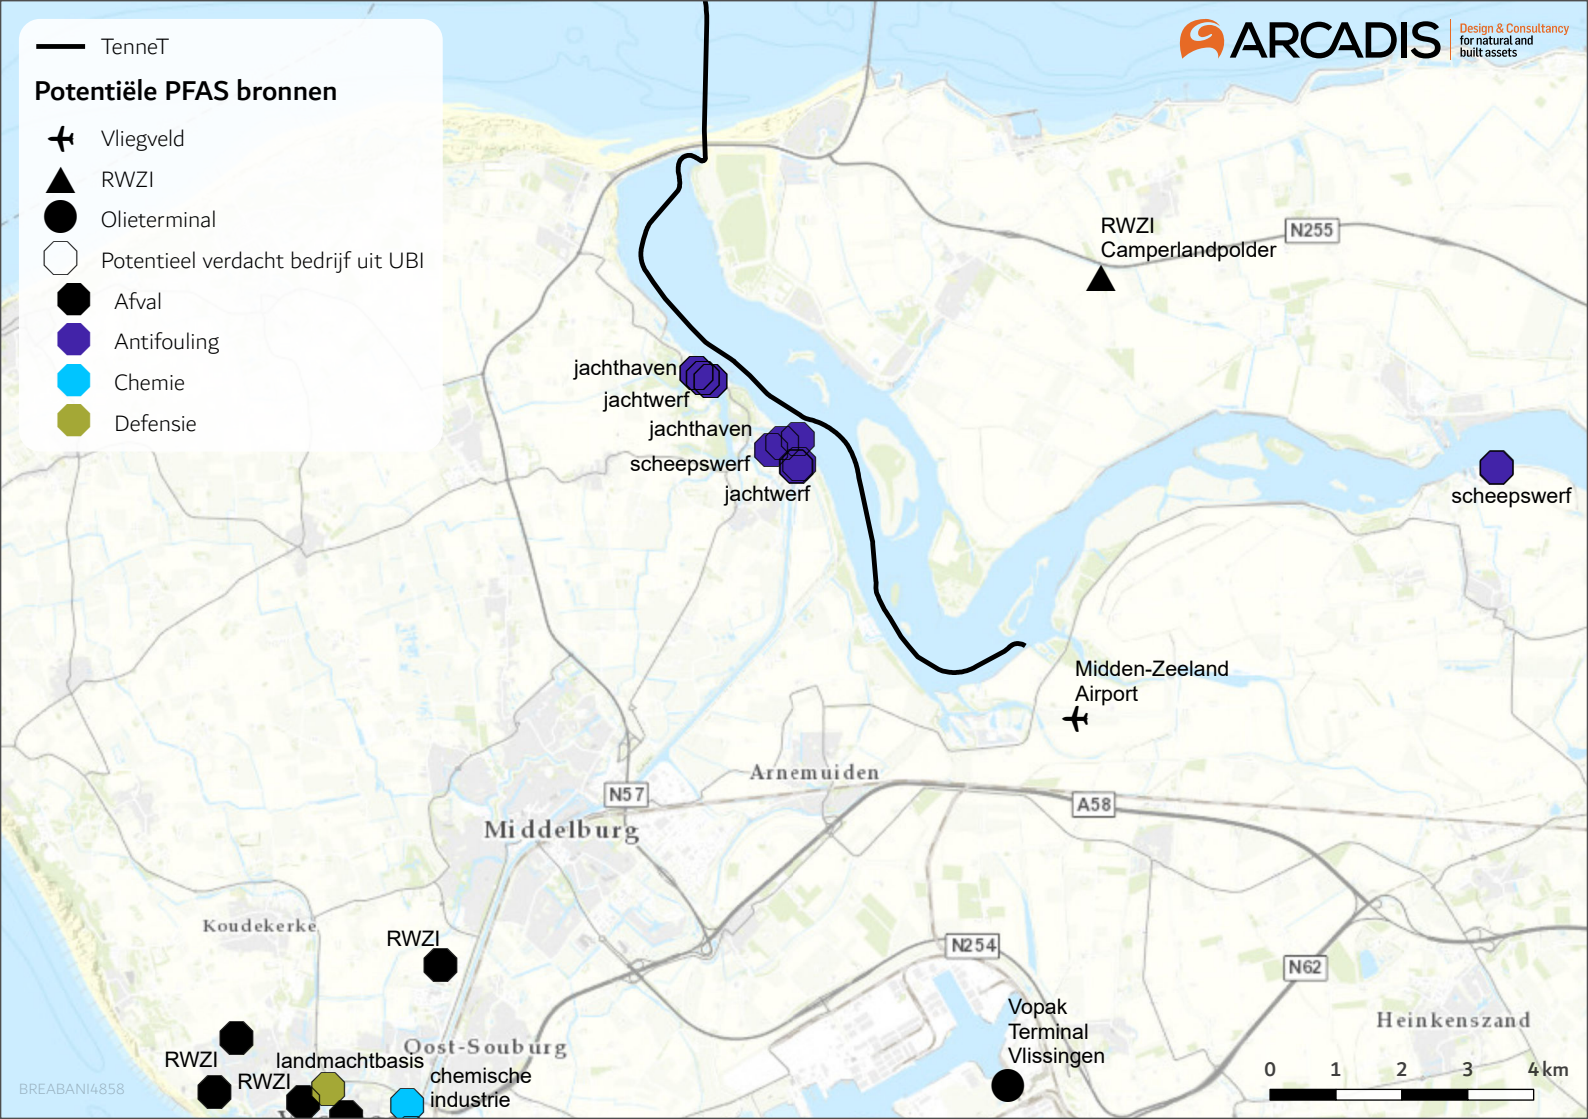 TenneT
Potentiële PFAS bronnen
Vliegveld
RWZI
Olieterminal
Potentieel verdacht bedrijf uit UBI
Afval
Antifouling
Chemie
Defensie
ARCADIS
Design & Consultancy
for natural and
built assets
RWZI
Camperlandpolder
N255
jachthaven
jachtwerf
jachthaven
scheepswerf
jachtwerf
scheepswerf
Midden-Zeeland
Airport
Arnemuiden
N57
A58
Middelburg
Koudekerke
RWZI
N254
N62
Vopak
Terminal
Vlissingen
Heinkenszand
Oost-Souburg
RWZI
landmachtbasis
RWZI
chemische
industrie
0 1 2 3 4 km
BREABANI4858